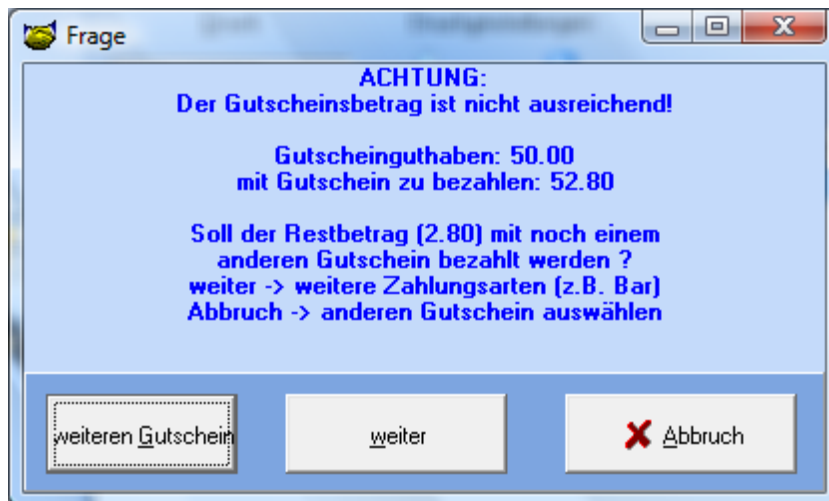 Frage
ACHTUNG:
Der Gutscheinsbetrag ist nicht ausreichend!
Gutscheinguthaben: 50.00
mit Gutschein zu bezahlen: 52.80
Soll der Restbetrag (2.80) mit noch einem
anderen Gutschein bezahlt werden ?
weiter -> weitere Zahlungsarten (z.B. Bar)
Abbruch -> anderen Gutschein auswählen
weiteren Gutschein
weiter
Abbruch